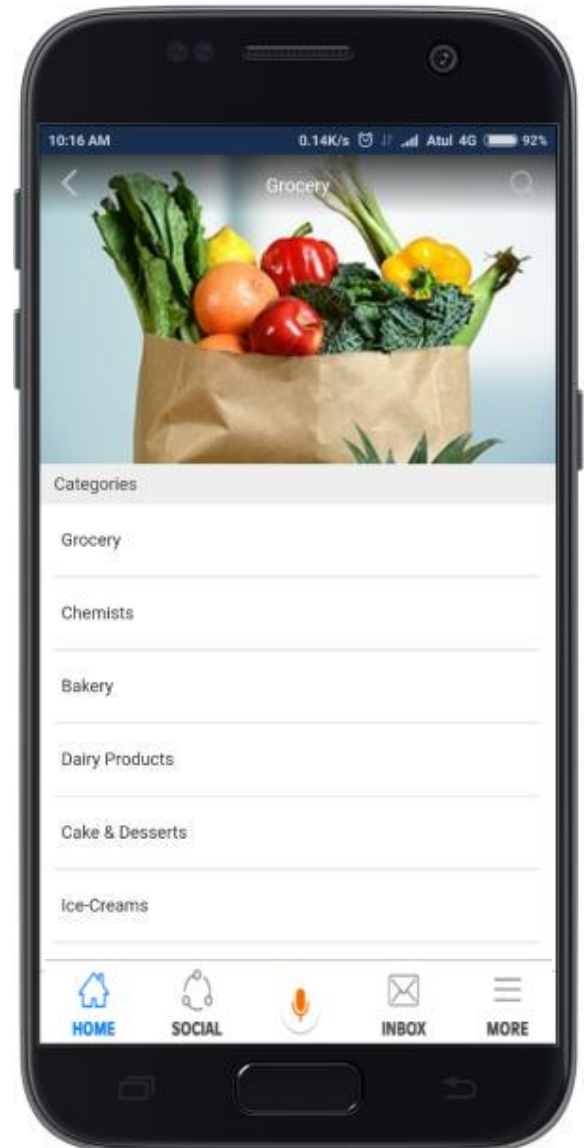 10:16 AM 0.14K/s Atul 4G 92%
Grocery
Categories
Grocery
Chemists
Bakery
Dairy Products
Cake & Desserts
Ice-Creams
HOME SOCIAL INBOX MORE